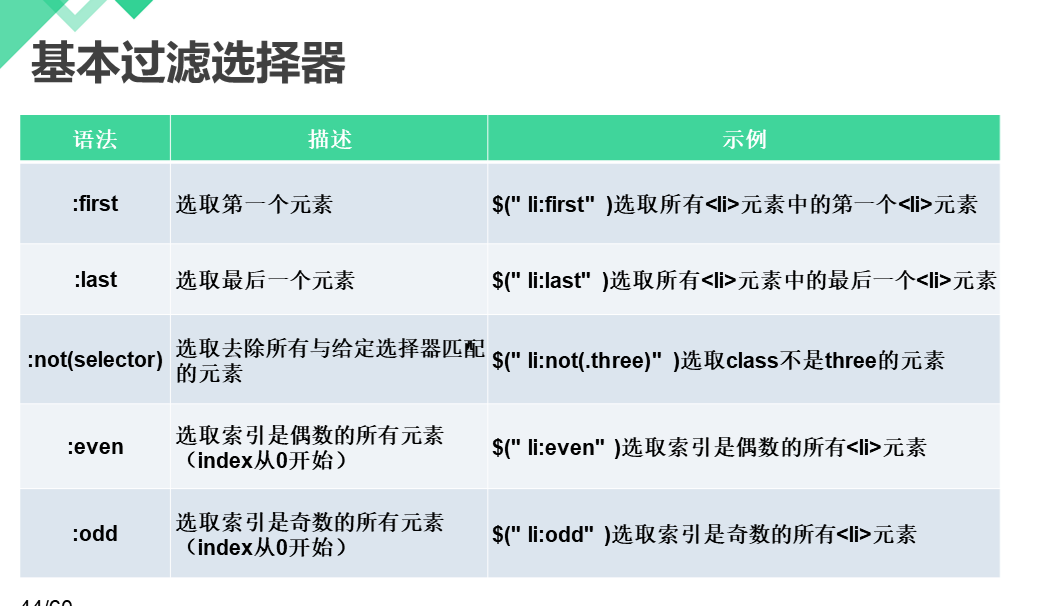 基本过滤选择器
语法 描述 示例
:first 选取第一个元素 $(" li:first" )选取所有<li>元素中的第一个<li>元素
:last 选取最后一个元素 $(" li:last" )选取所有<li>元素中的最后一个<li>元素
:not(selector) 选取去除所有与给定选择器匹配
的元素 $(" li:not(.three)" )选取class不是three的元素
:even 选取索引是偶数的所有元素
（index从0开始） $(" li:even" )选取索引是偶数的所有<li>元素
:odd 选取索引是奇数的所有元素
（index从0开始） $(" li:odd" )选取索引是奇数的所有<li>元素
44/60